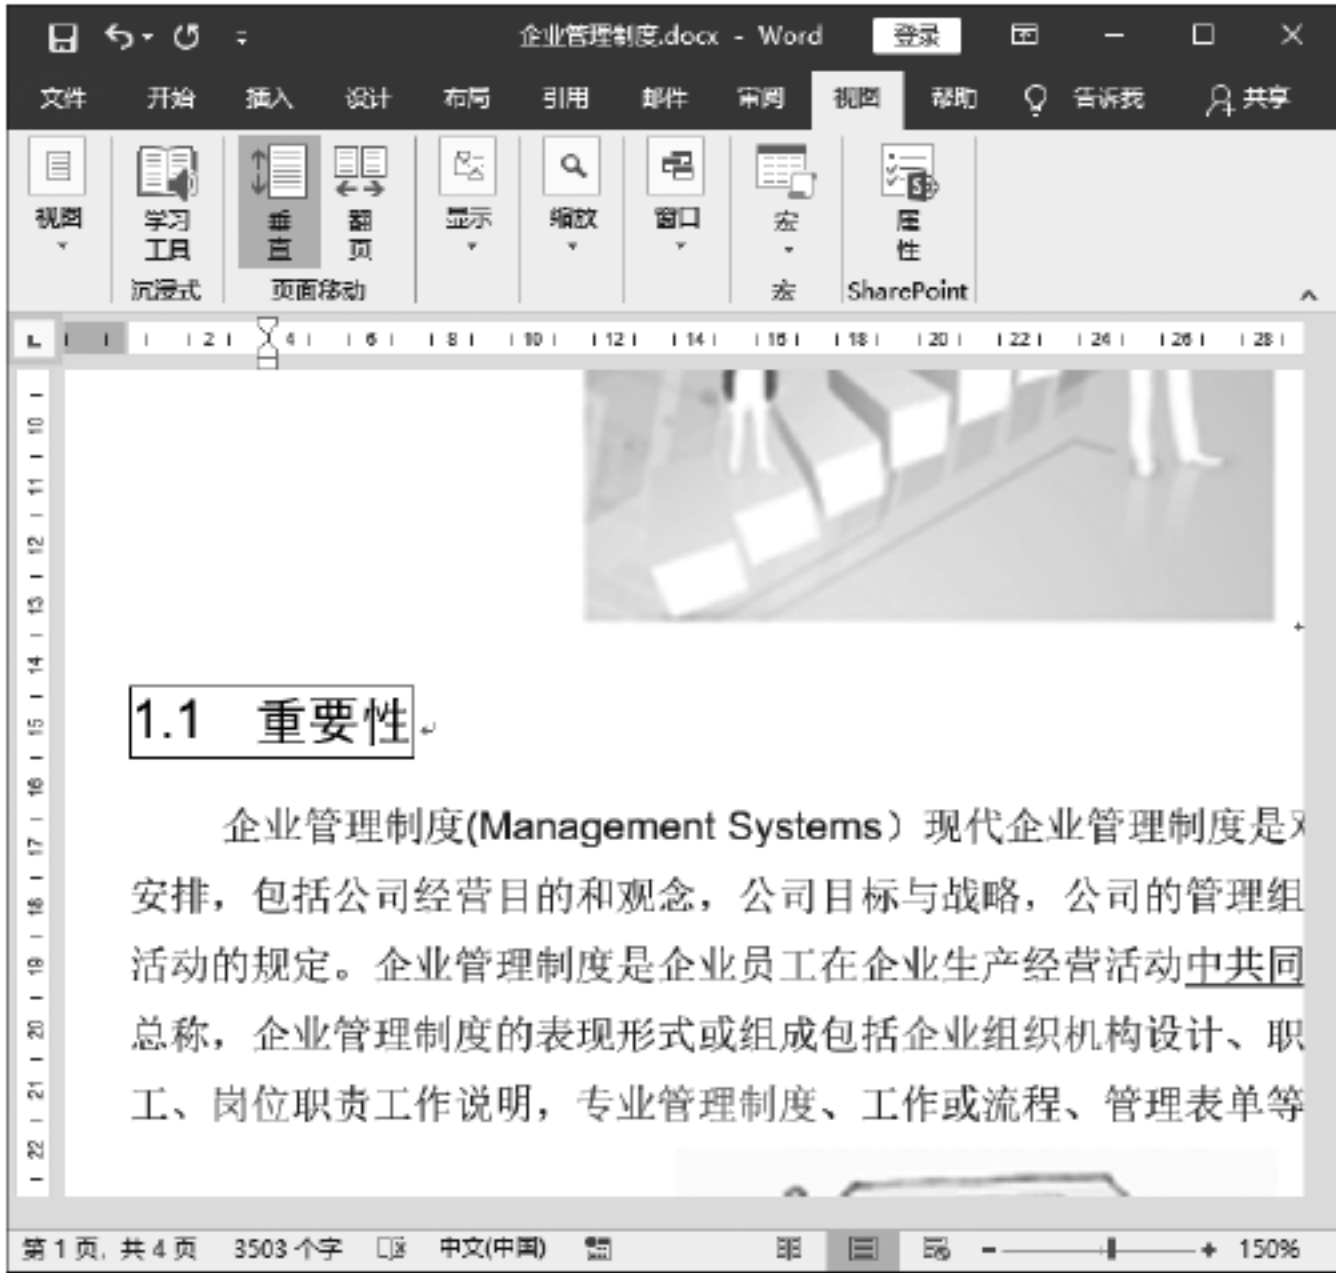 企业管理制度.docx - Word 登录
文件 开始 插入 设计 布局 引用 邮件 审阅 视图 帮助 告诉我 共享
视图 学习工具 垂直 翻页 显示 缩放 窗口 宏 属性
沉浸式 页面移动 宏 SharePoint
L 2 4 6 8 10 12 14 16 18 20 22 24 26 28
10
11
12
13
14
1.1 重要性
15
16
企业管理制度(Management Systems）现代企业管理制度是
17
安排，包括公司经营目的和观念，公司目标与战略，公司的管理组
18
活动的规定。企业管理制度是企业员工在企业生产经营活动中共同
19
总称，企业管理制度的表现形式或组成包括企业组织机构设计、职
20
工、岗位职责工作说明，专业管理制度、工作或流程、管理表单等
21
22
第 1 页, 共 4 页 3503 个字 中文(中国) 150%